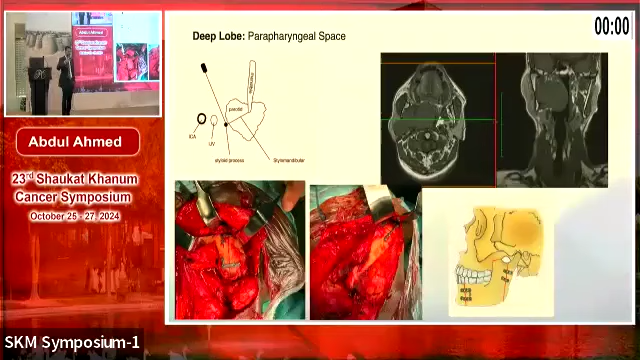 00:00
Deep Lobe: Parapharyngeal Space
parotid
ICA
IJV
styloid process
Stylmmandibular
Abdul Ahmed
23rd Shaukat Khanum
Cancer Symposium
October 25 - 27, 2024
SKM Symposium-1